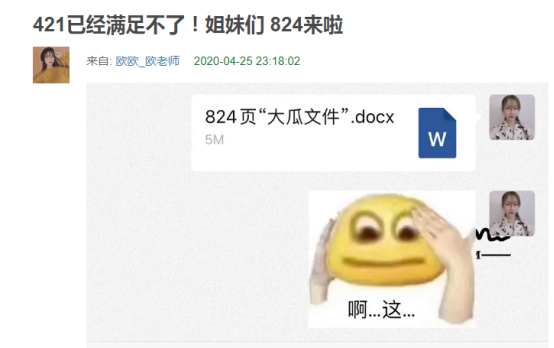 421已经满足不了！姐妹们 824来啦
来自: 欧欧_欧老师 2020-04-25 23:18:02
824页“大瓜文件”.docx
5M
W
啊...这...